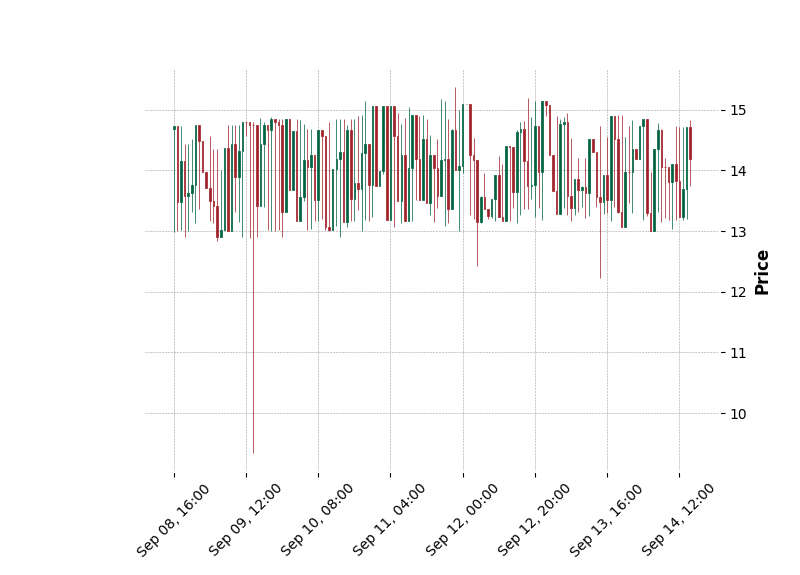 15
14
13
12
11
10
Price
Sep 08, 16:00
Sep 09, 12:00
Sep 10, 08:00
Sep 11, 04:00
Sep 12, 00:00
Sep 12, 20:00
Sep 13, 16:00
Sep 14, 12:00